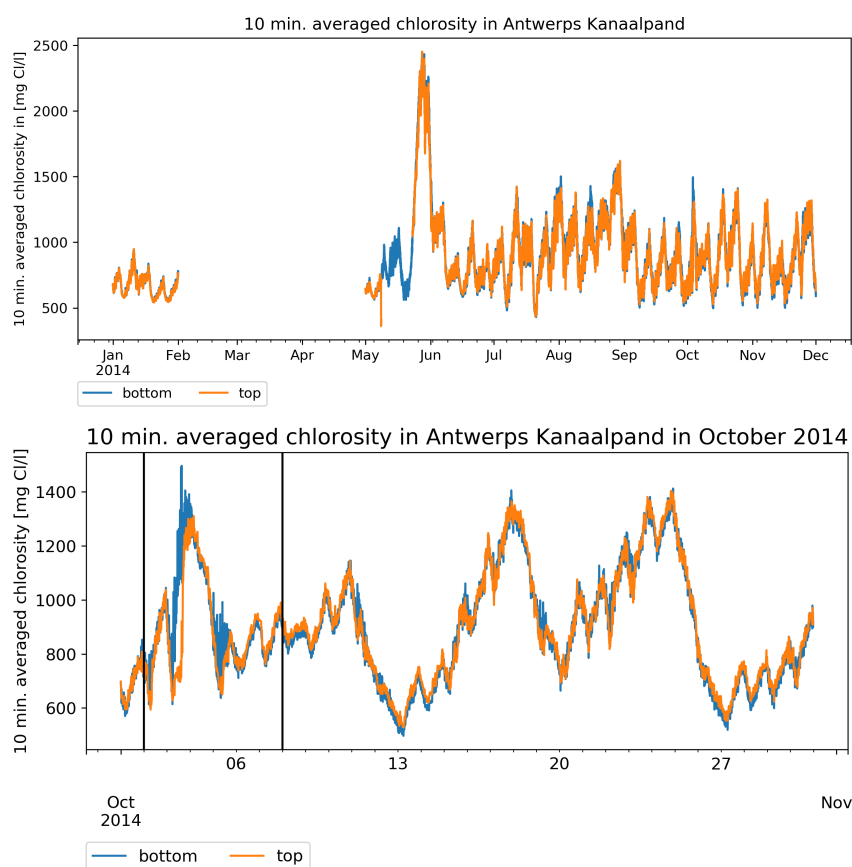 10 min. averaged chlorosity in Antwerps Kanaalpand
10 min. averaged chlorosity in [mg Cl/l]
2500
2000
1500
1000
500
Jan Feb Mar Apr May Jun Jul Aug Sep Oct Nov Dec
2014
bottom top
10 min. averaged chlorosity in Antwerps Kanaalpand in October 2014
10 min. averaged chlorosity [mg Cl/l]
1400
1200
1000
800
600
06 13 20 27
Oct Nov
2014
bottom top